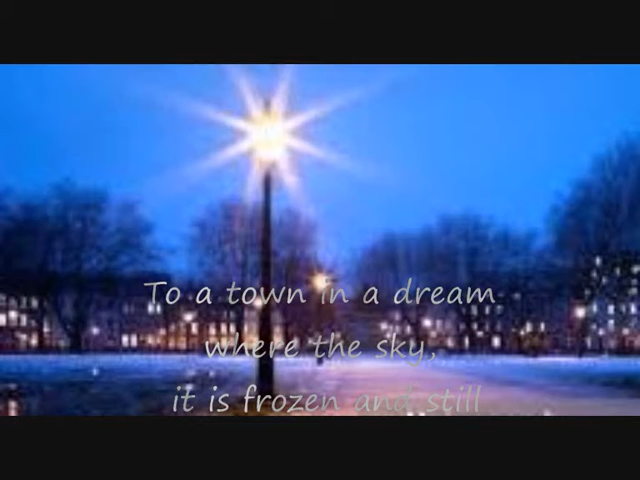 To a town in a dream
where the sky,
it is frozen and still